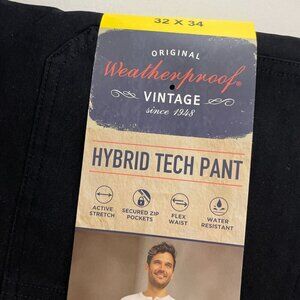 32 X 34
ORIGINAL
Weatherproof®
VINTAGE
since 1948
HYBRID TECH PANT
ACTIVE
STRETCH
SECURED ZIP
POCKETS
FLEX
WAIST
WATER
RESISTANT